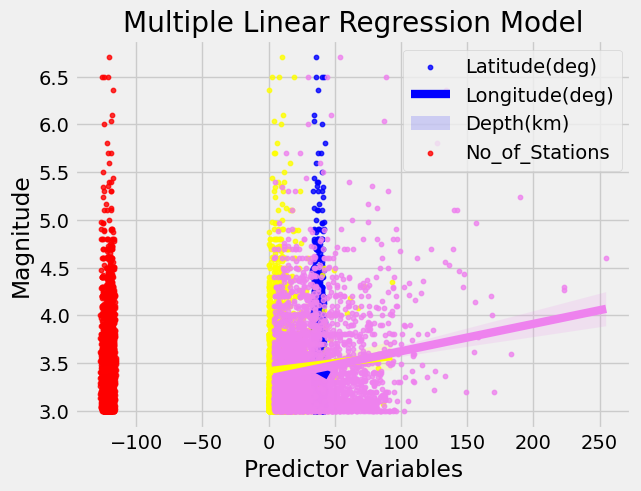 Multiple Linear Regression Model
Latitude(deg)
Longitude(deg)
Depth(km)
No_of_Stations
6.5
6.0
5.5
5.0
4.5
4.0
3.5
3.0
Magnitude
−100 −50 0 50 100 150 200 250
Predictor Variables